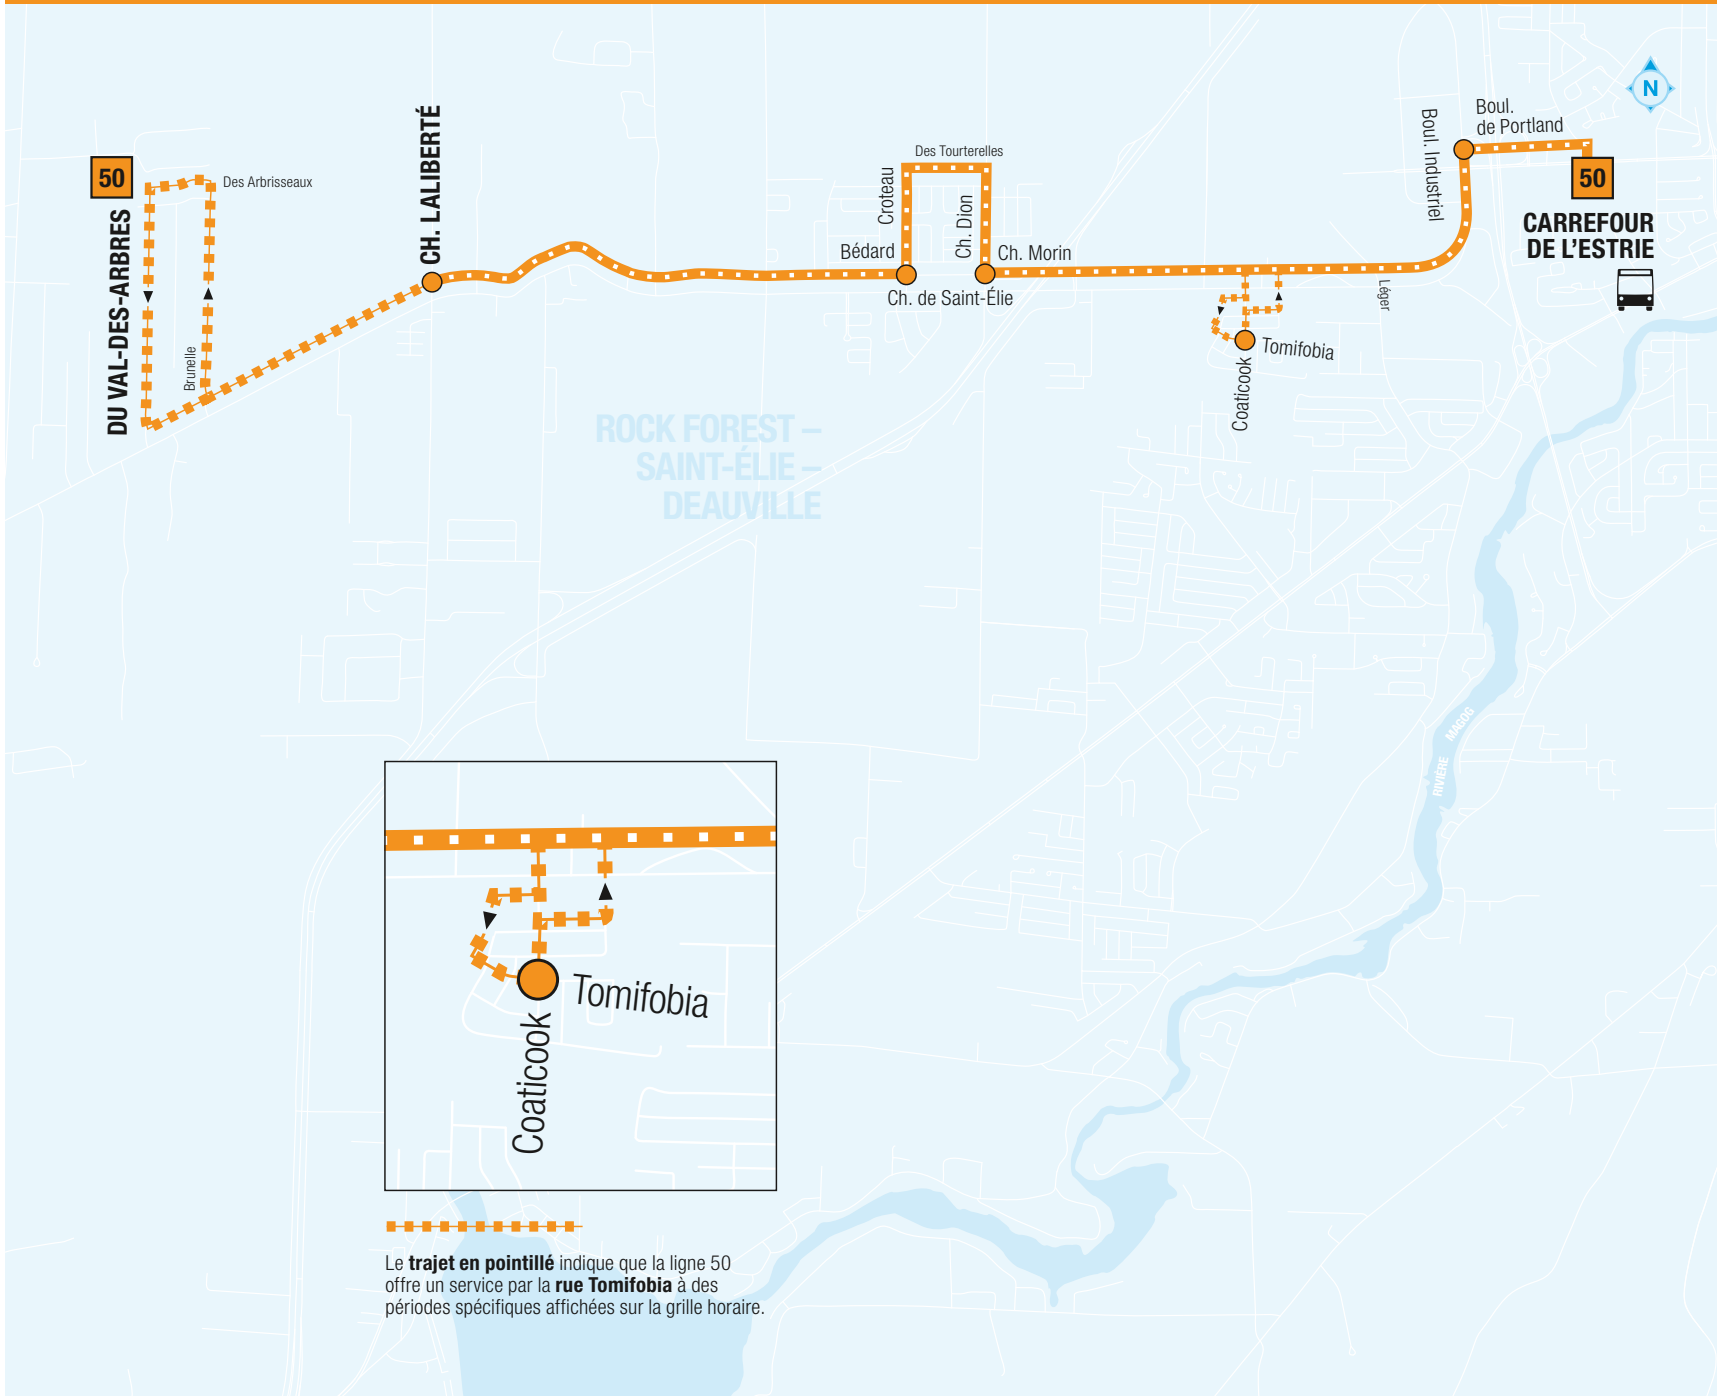 N
Boul.
de Portland
Boul. Industriel
50
CARREFOUR
DE L'ESTRIE
50
DU VAL-DES-ARBRES
Des Arbrisseaux
Brunelle
CH. LALIBERTÉ
Des Tourterelles
Croteau
Ch. Dion
Bédard
Ch. Morin
Ch. de Saint-Élie
Léger
Tomifobia
Coaticook
ROCK FOREST –
SAINT-ÉLIE –
DEAUVILLE
RIVIÈRE MAGOG
Tomifobia
Coaticook
Le trajet en pointillé indique que la ligne 50
offre un service par la rue Tomifobia à des
périodes spécifiques affichées sur la grille horaire.